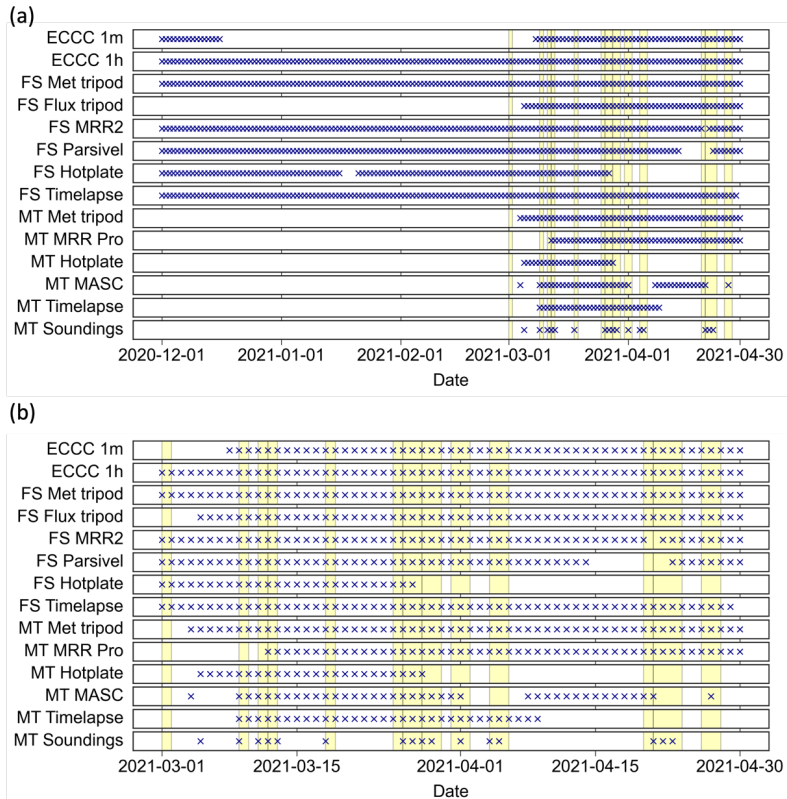 (a)
ECCC 1m
ECCC 1h
FS Met tripod
FS Flux tripod
FS MRR2
FS Parsivel
FS Hotplate
FS Timelapse
MT Met tripod
MT MRR Pro
MT Hotplate
MT MASC
MT Timelapse
MT Soundings
2020-12-01 2021-01-01 2021-02-01 2021-03-01 2021-04-01 2021-04-30
Date
(b)
ECCC 1m
ECCC 1h
FS Met tripod
FS Flux tripod
FS MRR2
FS Parsivel
FS Hotplate
FS Timelapse
MT Met tripod
MT MRR Pro
MT Hotplate
MT MASC
MT Timelapse
MT Soundings
2021-03-01 2021-03-15 2021-04-01 2021-04-15 2021-04-30
Date